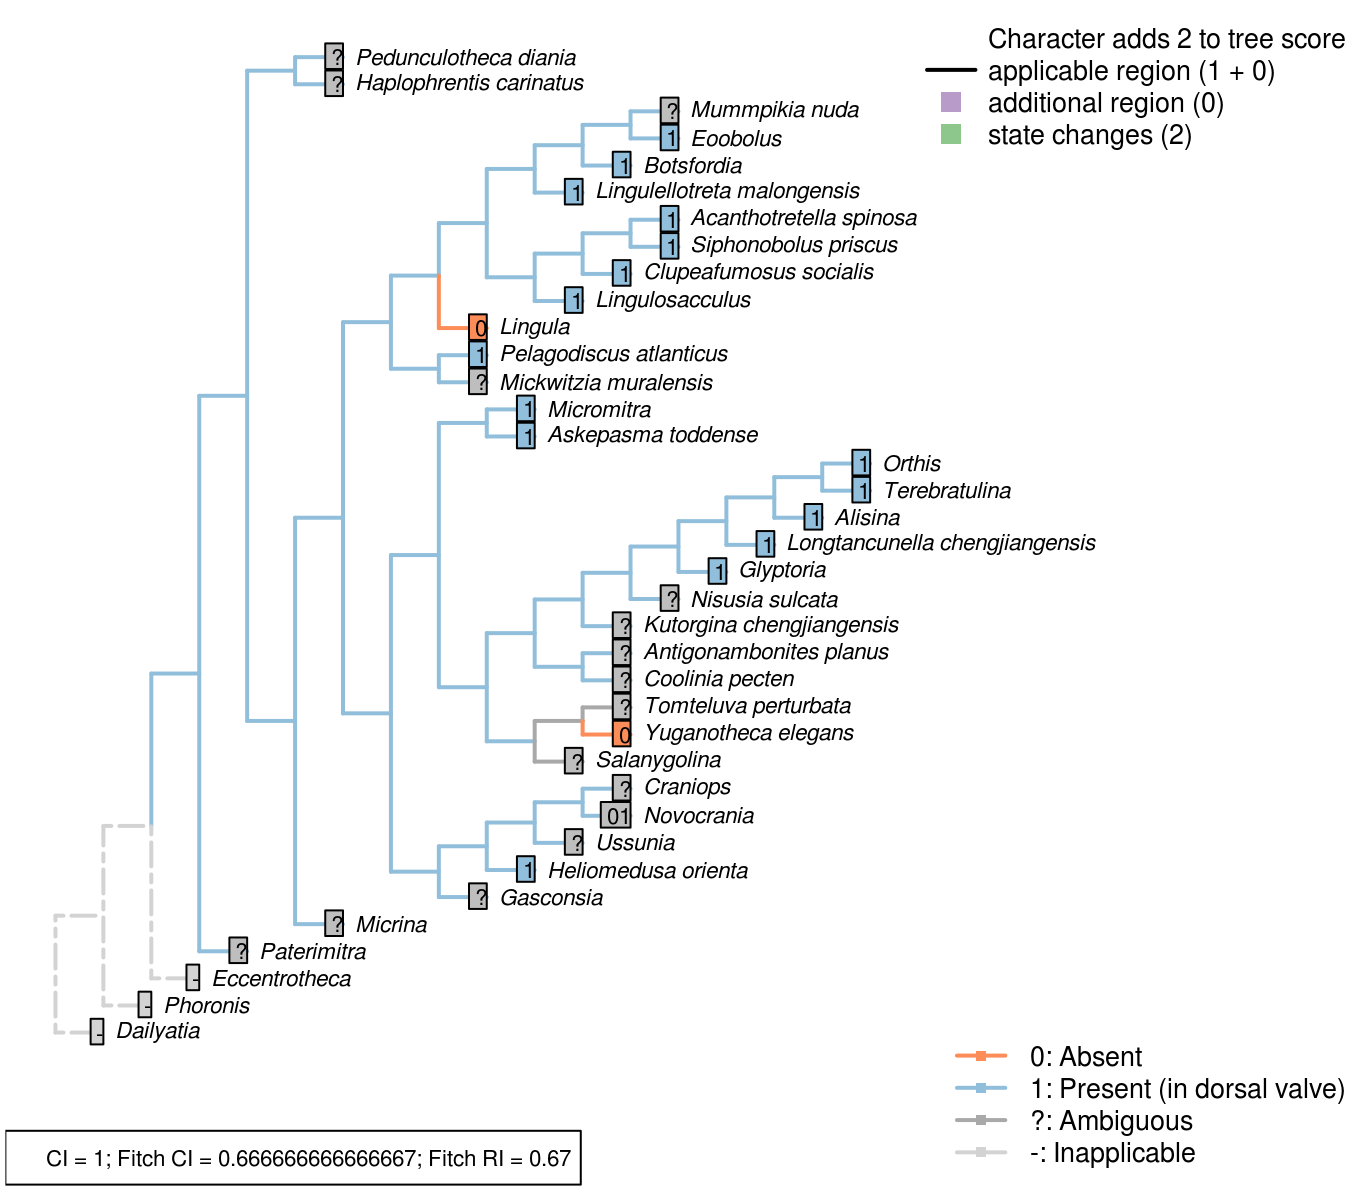 Character adds 2 to tree score
applicable region (1 + 0)
additional region (0)
state changes (2)
? Pedunculotheca diania
? Haplophrentis carinatus
? Mummpikia nuda
1 Eoobolus
1 Botsfordia
1 Lingulellotreta malongensis
1 Acanthotretella spinosa
1 Siphonobolus priscus
1 Clupeafumosus socialis
1 Lingulosacculus
0 Lingula
1 Pelagodiscus atlanticus
? Mickwitzia muralensis
1 Micromitra
1 Askepasma toddense
1 Orthis
1 Terebratulina
1 Alisina
1 Longtancunella chengjiangensis
1 Glyptoria
? Nisusia sulcata
? Kutorgina chengjiangensis
? Antigonambonites planus
? Coolinia pecten
? Tomteluva perturbata
0 Yuganotheca elegans
? Salanygolina
? Craniops
01 Novocrania
? Ussunia
1 Heliomedusa orienta
? Gasconsia
? Micrina
? Paterimitra
- Eccentrotheca
- Phoronis
- Dailyatia
0: Absent
1: Present (in dorsal valve)
?: Ambiguous
-: Inapplicable
CI = 1; Fitch CI = 0.666666666666667; Fitch RI = 0.67